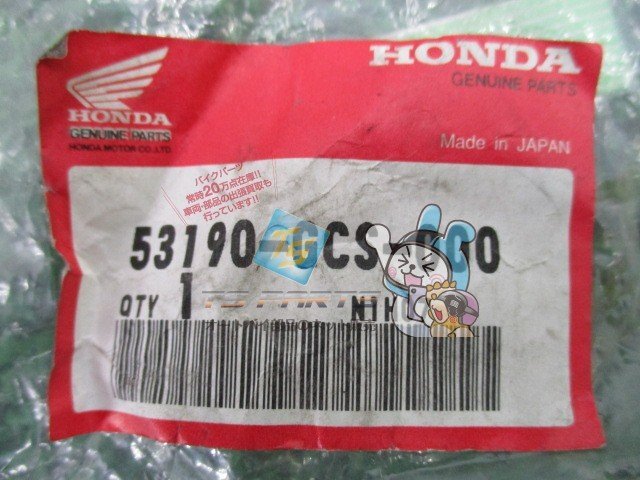 HONDA
GENUINE PARTS
HONDA MOTOR CO.,LTD
HONDA
GENUINE PARTS
Made in JAPAN
バイクパーツ
常時20万点在庫!!
車両・部品の出張買取も
行っています!!
53190-GCS-000
QTY 1